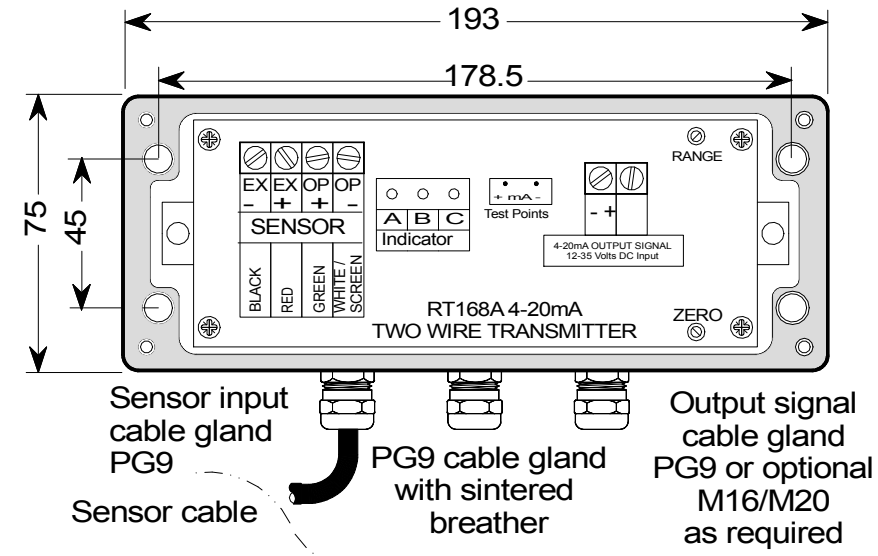 193
178.5
75
45
EX EX OP OP
- + + -
SENSOR
BLACK
RED
GREEN
WHITE /
SCREEN
A B C
Indicator
+ mA -
Test Points
- +
4-20mA OUTPUT SIGNAL
12-35 Volts DC Input
RANGE
ZERO
RT168A 4-20mA
TWO WIRE TRANSMITTER
Sensor input
cable gland
PG9
Sensor cable
PG9 cable gland
with sintered
breather
Output signal
cable gland
PG9 or optional
M16/M20
as required